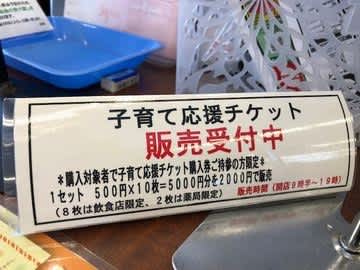 子育て応援チケット
販売受付中
＊購入対象者で子育て応援チケット購入券ご持参の方限定＊
1セット 500円×10枚=5000円分を2000円で販売
(8枚は飲食店限定、2枚は薬局限定) 販売時間(開店9時半～19時)